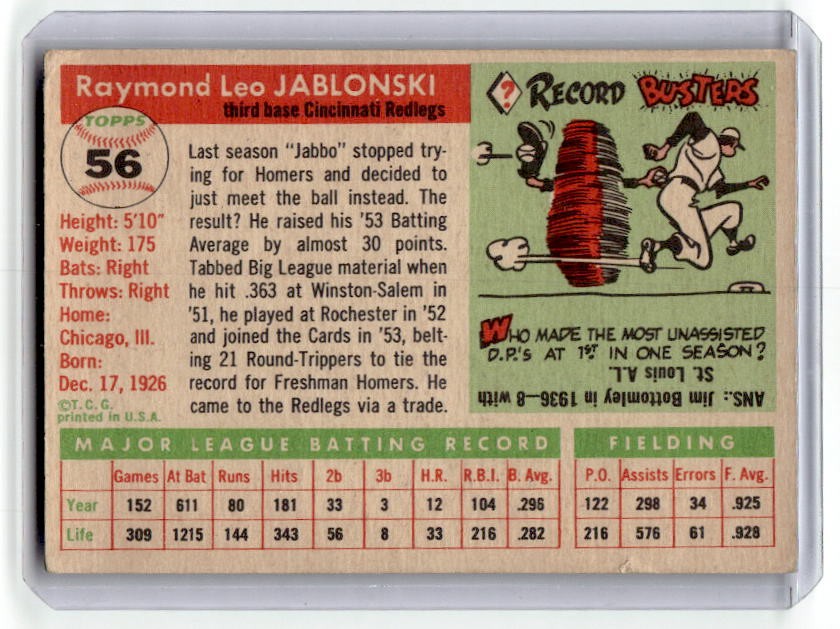 Raymond Leo JABLONSKI
third base Cincinnati Redlegs
TOPPS
56
Height: 5'10"
Weight: 175
Bats: Right
Throws: Right
Home:
Chicago, Ill.
Born:
Dec. 17, 1926
©T.C.G.
printed in U.S.A.
Last season "Jabbo" stopped try-
ing for Homers and decided to
just meet the ball instead. The
result? He raised his '53 Batting
Average by almost 30 points.
Tabbed Big League material when
he hit .363 at Winston-Salem in
'51, he played at Rochester in '52
and joined the Cards in '53, belt-
ing 21 Round-Trippers to tie the
record for Freshman Homers. He
came to the Redlegs via a trade.
? RECORD BUSTERS
WHO MADE THE MOST UNASSISTED
D.P.'S AT 1ST IN ONE SEASON?
ANS.: Jim Bottomley in 1936—8 with
St. Louis A.L.
MAJOR LEAGUE BATTING RECORD FIELDING
Games At Bat Runs Hits 2b 3b H.R. R.B.I. B. Avg. P.O. Assists Errors F. Avg.
Year 152 611 80 181 33 3 12 104 .296 122 298 34 .925
Life 309 1215 144 343 56 8 33 216 .282 216 576 61 .928